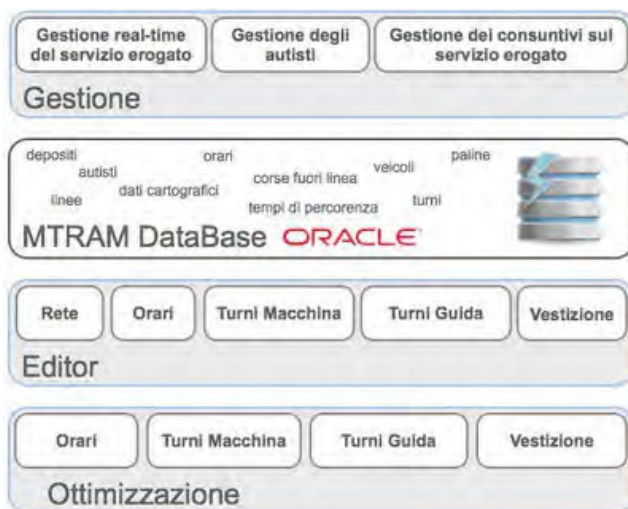 Gestione real-time
del servizio erogato
Gestione degli
autisti
Gestione dei consuntivi sul
servizio erogato
Gestione
depositi
autisti
orari
veicoli
paline
linee
dati cartografici
corse fuori linea
tempi di percorenza
turni
MTRAM DataBase ORACLE
Rete
Orari
Turni Macchina
Turni Guida
Vestizione
Editor
Orari
Turni Macchina
Turni Guida
Vestizione
Ottimizzazione